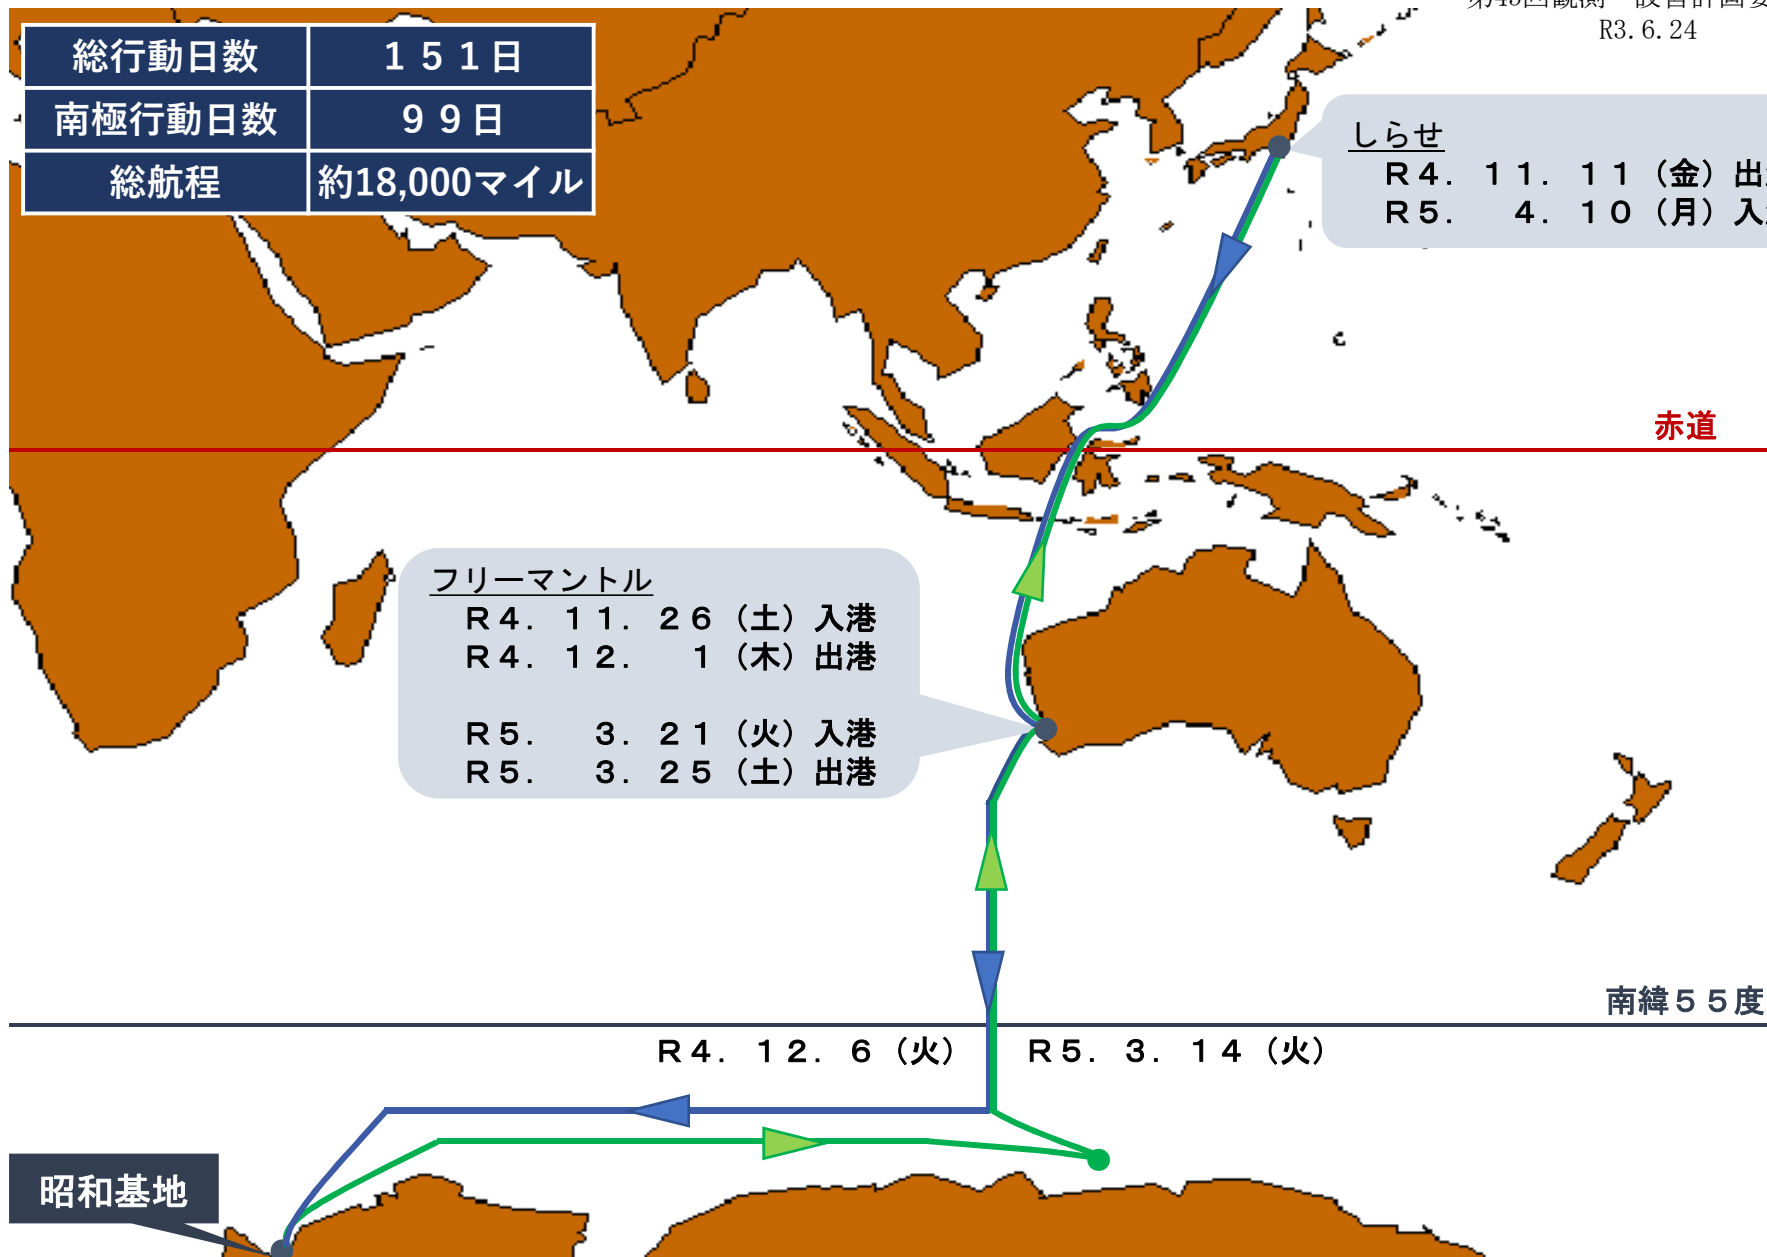 R3.6.24
総行動日数 １５１日
南極行動日数 ９９日
総航程 約18,000マイル
しらせ
Ｒ４．１１．１１（金）出
Ｒ５．　４．１０（月）入
赤道
フリーマントル
Ｒ４．１１．２６（土）入港
Ｒ４．１２．　１（木）出港
Ｒ５．　３．２１（火）入港
Ｒ５．　３．２５（土）出港
南緯５５度
Ｒ４．１２．６（火）　Ｒ５．３．１４（火）
昭和基地